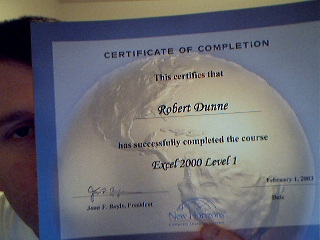 CERTIFICATE OF COMPLETION
This certifies that
Robert Dunne
has successfully completed the course
Excel 2000 Level 1
February 1, 2003
Date
President
New Horizons